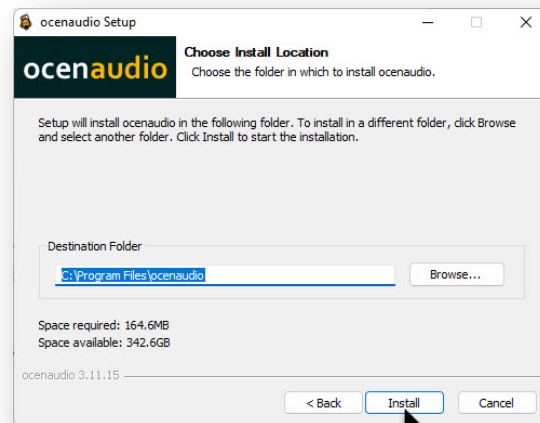 ocenaudio Setup
ocenaudio
Choose Install Location
Choose the folder in which to install ocenaudio.
Setup will install ocenaudio in the following folder. To install in a different folder, click Browse
and select another folder. Click Install to start the installation.
Destination Folder
C:\Program Files\ocenaudio
Browse...
Space required: 164.6MB
Space available: 342.6GB
ocenaudio 3.11.15
< Back
Install
Cancel